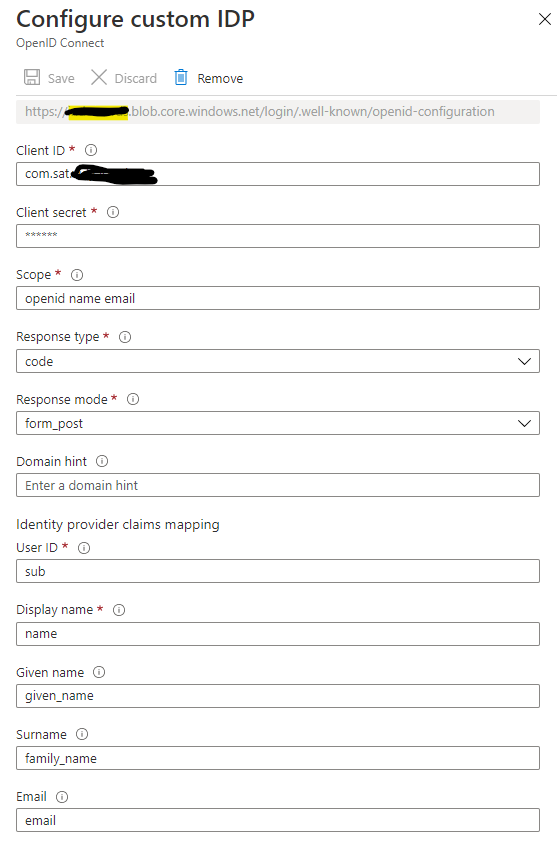 Configure custom IDP
OpenID Connect
Save Discard Remove
https:// .blob.core.windows.net/login/.well-known/openid-configuration
Client ID *
com.sat.
Client secret *
******
Scope *
openid name email
Response type *
code
Response mode *
form_post
Domain hint
Enter a domain hint
Identity provider claims mapping
User ID *
sub
Display name *
name
Given name
given_name
Surname
family_name
Email
email